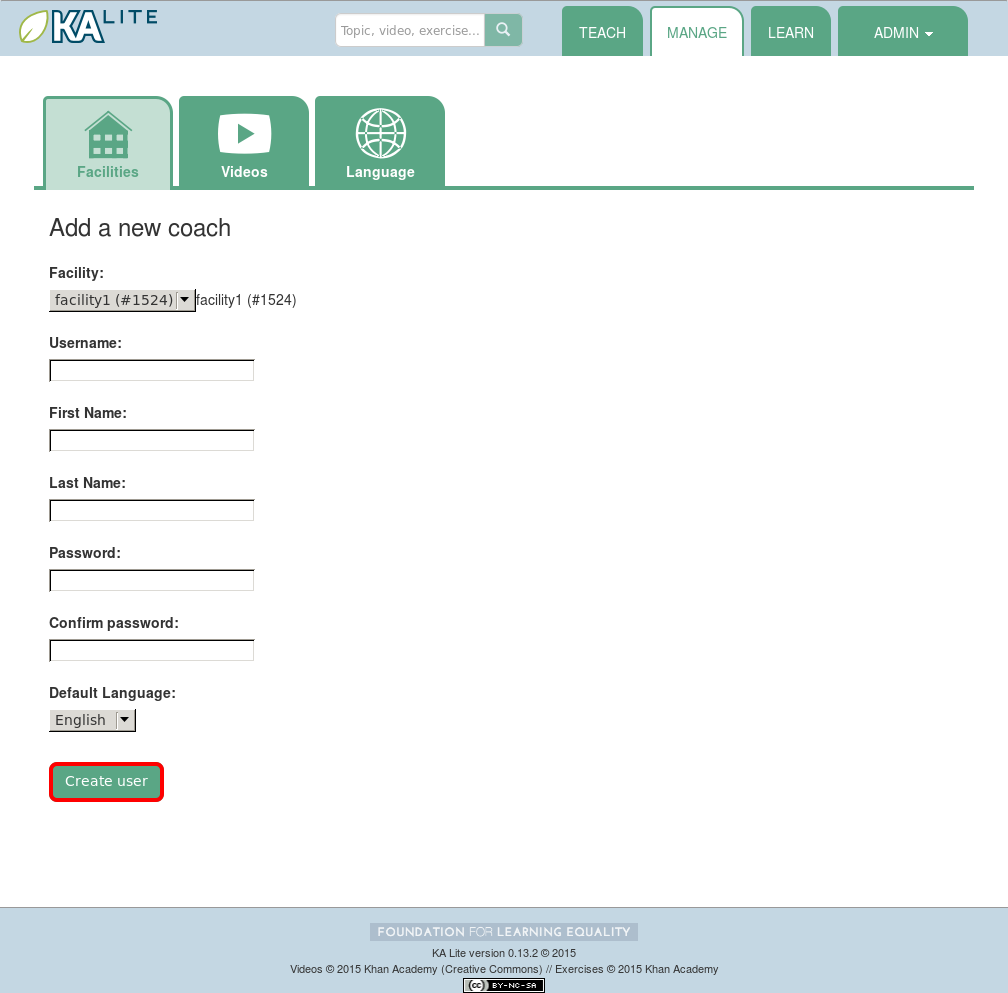 KA LITE
Topic, video, exercise...
TEACH
MANAGE
LEARN
ADMIN
Facilities
Videos
Language
Add a new coach
Facility:
facility1 (#1524) facility1 (#1524)
Username:
First Name:
Last Name:
Password:
Confirm password:
Default Language:
English
Create user
FOUNDATION FOR LEARNING EQUALITY
KA Lite version 0.13.2 © 2015
Videos © 2015 Khan Academy (Creative Commons) // Exercises © 2015 Khan Academy
cc BY-NC-SA